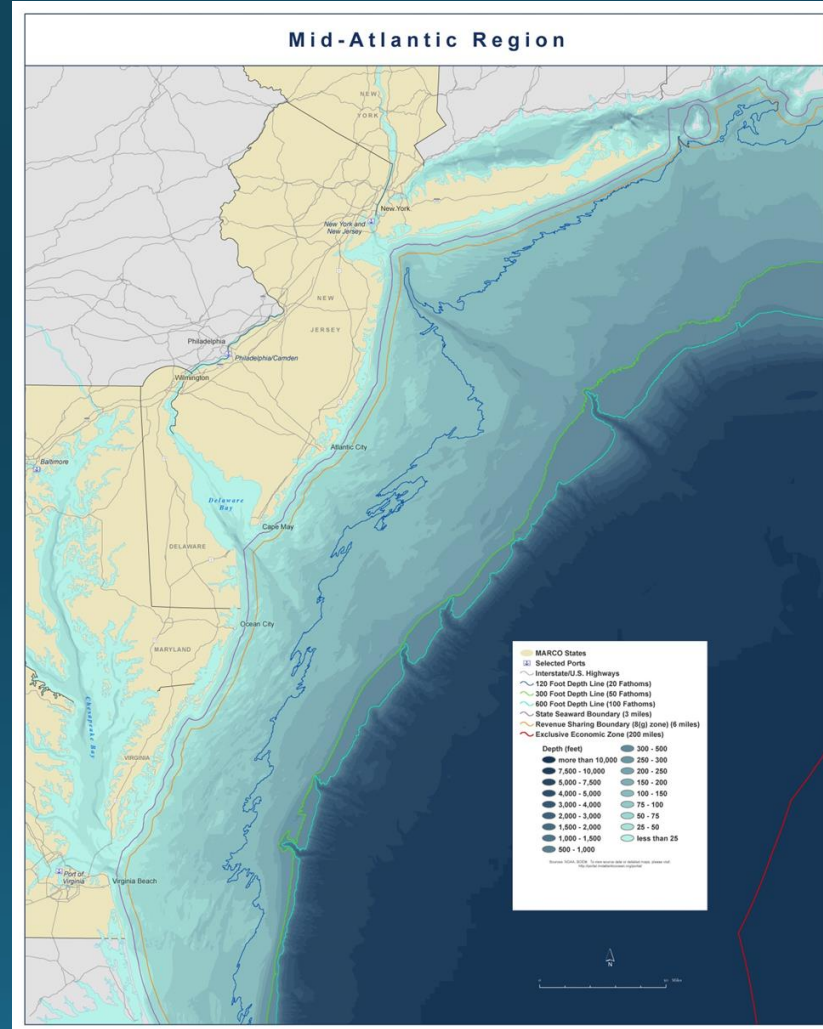 Mid-Atlantic Region
NEW
YORK
New York
New York and
New Jersey
NEW
JERSEY
Philadelphia
Philadelphia/Camden
Wilmington
Atlantic City
Baltimore
Delaware
Bay
Cape May
DELAWARE
Ocean City
MARYLAND
Chesapeake Bay
VIRGINIA
Port of
Virginia
Virginia Beach
MARCO States
Selected Ports
Interstate/U.S. Highways
120 Foot Depth Line (20 Fathoms)
300 Foot Depth Line (50 Fathoms)
600 Foot Depth Line (100 Fathoms)
State Seaward Boundary (3 miles)
Revenue Sharing Boundary (8(g) zone) (6 miles)
Exclusive Economic Zone (200 miles)
Depth (feet)
more than 10,000
7,500 - 10,000
5,000 - 7,500
4,000 - 5,000
3,000 - 4,000
2,000 - 3,000
1,500 - 2,000
1,000 - 1,500
500 - 1,000
300 - 500
250 - 300
200 - 250
150 - 200
100 - 150
75 - 100
50 - 75
25 - 50
less than 25
N